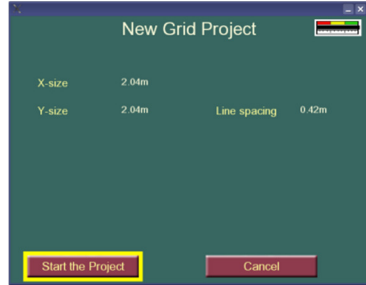 New Grid Project
X-size 2.04m
Y-size 2.04m Line spacing 0.42m
Start the Project Cancel